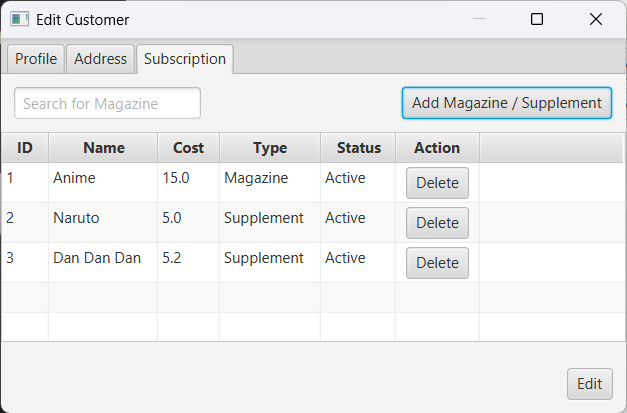 Edit Customer
Profile Address Subscription
Search for Magazine Add Magazine / Supplement
ID Name Cost Type Status Action
1 Anime 15.0 Magazine Active Delete
2 Naruto 5.0 Supplement Active Delete
3 Dan Dan Dan 5.2 Supplement Active Delete
Edit